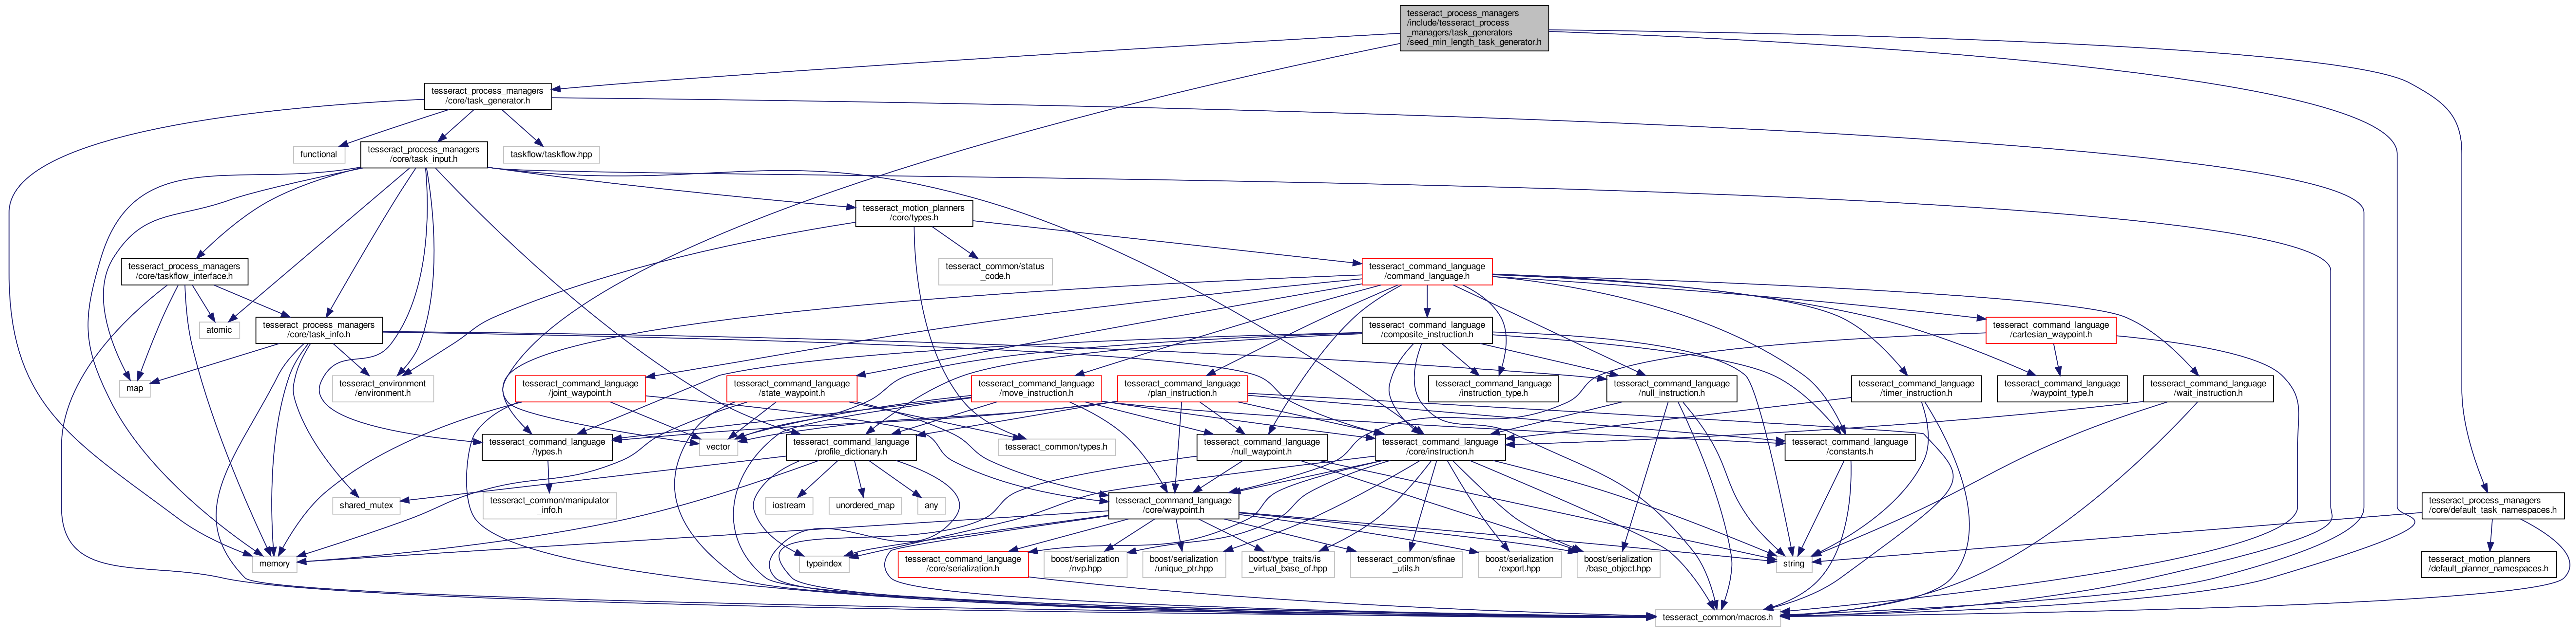 tesseract_process_managers
/include/tesseract_process
_managers/task_generators
/seed_min_length_task_generator.h
tesseract_process_managers
/core/task_generator.h
functional
tesseract_process_managers
/core/task_input.h
taskflow/taskflow.hpp
tesseract_motion_planners
/core/types.h
tesseract_process_managers
/core/taskflow_interface.h
tesseract_common/status
_code.h
tesseract_command_language
/command_language.h
atomic
tesseract_process_managers
/core/task_info.h
tesseract_command_language
/composite_instruction.h
tesseract_command_language
/cartesian_waypoint.h
map
tesseract_environment
/environment.h
tesseract_command_language
/joint_waypoint.h
tesseract_command_language
/state_waypoint.h
tesseract_command_language
/move_instruction.h
tesseract_command_language
/plan_instruction.h
tesseract_command_language
/instruction_type.h
tesseract_command_language
/null_instruction.h
tesseract_command_language
/timer_instruction.h
tesseract_command_language
/waypoint_type.h
tesseract_command_language
/wait_instruction.h
tesseract_command_language
/types.h
vector
tesseract_command_language
/profile_dictionary.h
tesseract_common/types.h
tesseract_command_language
/null_waypoint.h
tesseract_command_language
/core/instruction.h
tesseract_command_language
/constants.h
shared_mutex
tesseract_common/manipulator
_info.h
iostream
unordered_map
any
tesseract_command_language
/core/waypoint.h
tesseract_process_managers
/core/default_task_namespaces.h
memory
typeindex
tesseract_command_language
/core/serialization.h
boost/serialization
/nvp.hpp
boost/serialization
/unique_ptr.hpp
boost/type_traits/is
_virtual_base_of.hpp
tesseract_common/sfinae
_utils.h
boost/serialization
/export.hpp
boost/serialization
/base_object.hpp
string
tesseract_motion_planners
/default_planner_namespaces.h
tesseract_common/macros.h